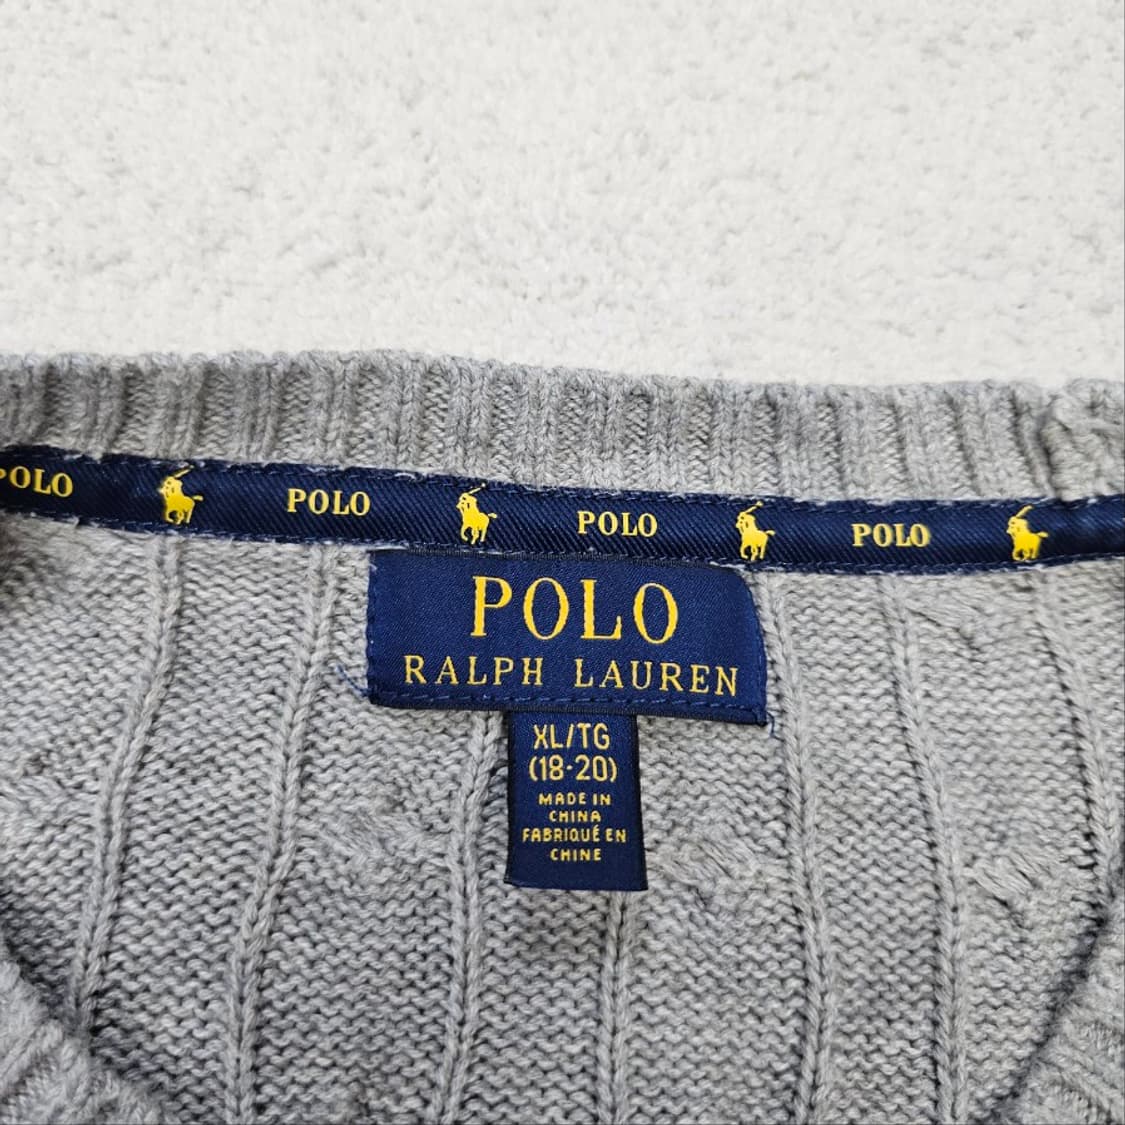 POLO POLO POLO POLO
POLO
RALPH LAUREN
XL/TG
(18-20)
MADE IN
CHINA
FABRIQUÉ EN
CHINE